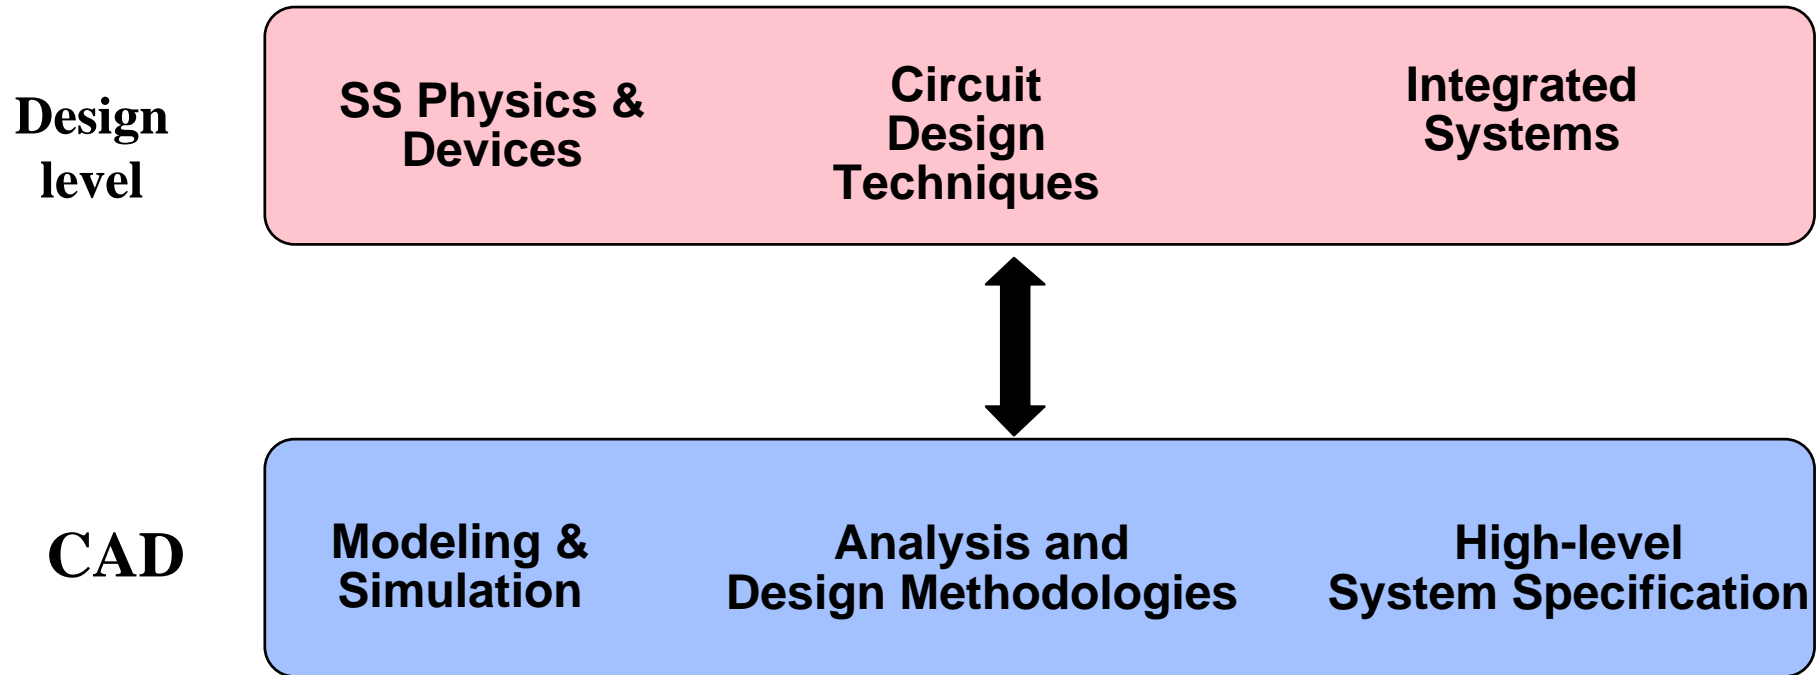 Design
level
SS Physics &
Devices
Circuit
Design
Techniques
Integrated
Systems
CAD
Modeling &
Simulation
Analysis and
Design Methodologies
High-level
System Specification